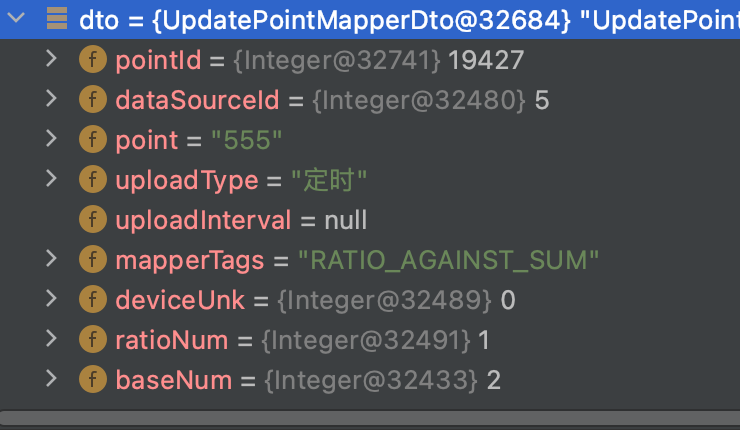 dto = {UpdatePointMapperDto@32684} "UpdatePoint
f pointId = {Integer@32741} 19427
f dataSourceId = {Integer@32480} 5
f point = "555"
f uploadType = "定时"
f uploadInterval = null
f mapperTags = "RATIO_AGAINST_SUM"
f deviceUnk = {Integer@32489} 0
f ratioNum = {Integer@32491} 1
f baseNum = {Integer@32433} 2